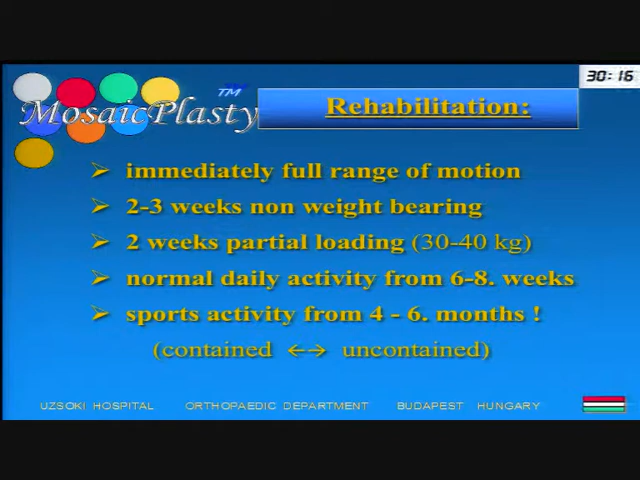 30:16
Mosaic Plasty™
Rehabilitation:
➢ immediately full range of motion
➢ 2-3 weeks non weight bearing
➢ 2 weeks partial loading (30-40 kg)
➢ normal daily activity from 6-8. weeks
➢ sports activity from 4 - 6. months !
(contained ←→ uncontained)
UZSOKI HOSPITAL ORTHOPAEDIC DEPARTMENT BUDAPEST HUNGARY